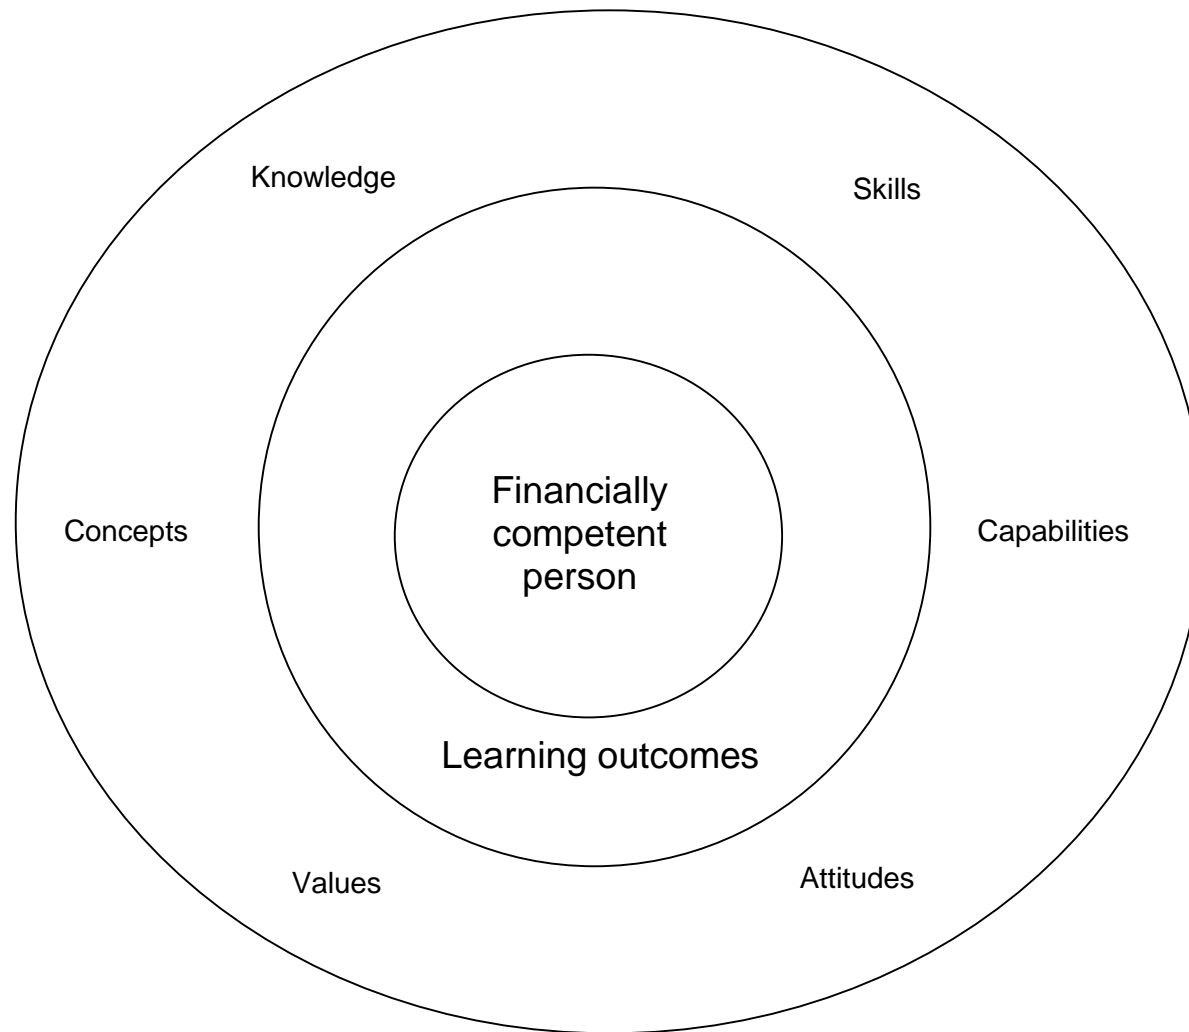 Knowledge
Skills
Financially
competent
person
Concepts
Capabilities
Learning outcomes
Values
Attitudes